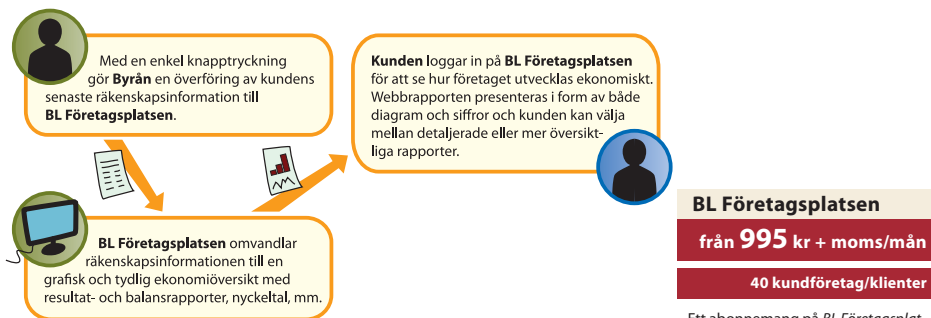 Med en enkel knapptryckning
gör Byrån en överföring av kundens
senaste räkenskapsinformation till
BL Företagsplatsen.
BL Företagsplatsen omvandlar
räkenskapsinformationen till en
grafisk och tydlig ekonomiöversikt med
resultat- och balansrapporter, nyckeltal, mm.
Kunden loggar in på BL Företagsplatsen
för att se hur företaget utvecklas ekonomiskt.
Webbrapporten presenteras i form av både
diagram och siffror och kunden kan välja
mellan detaljerade eller mer översikt-
liga rapporter.
BL Företagsplatsen
från 995 kr + moms/mån
40 kundföretag/klienter
Ett abonnemang på BL Företagsplat-